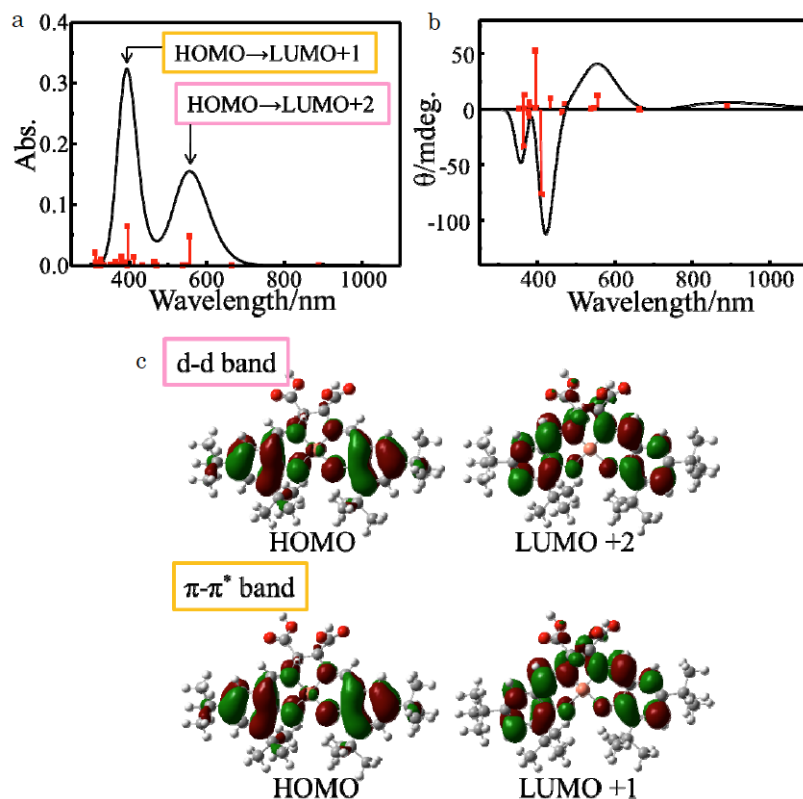 a
HOMO→LUMO+1
HOMO→LUMO+2
Abs.
0.4
0.3
0.2
0.1
0.0
400 600 800 1000
Wavelength/nm
b
θ/mdeg.
50
0
-50
-100
400 600 800 1000
Wavelength/nm
c
d-d band
HOMO LUMO +2
π-π* band
HOMO LUMO +1